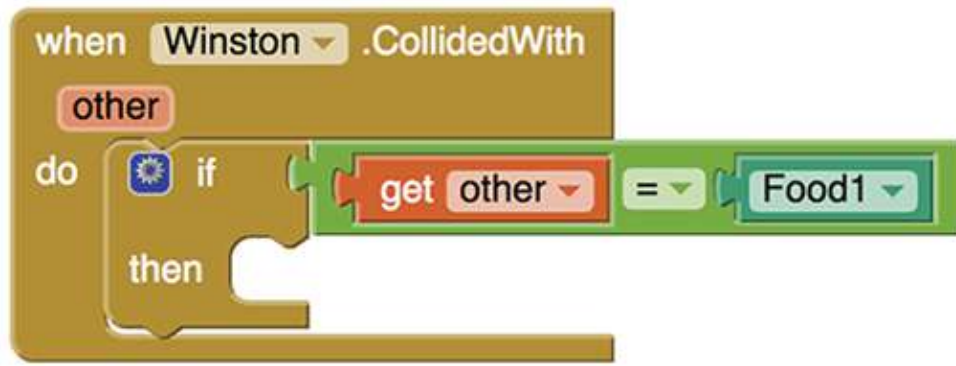 when Winston .CollidedWith
other
do if get other = Food1
then